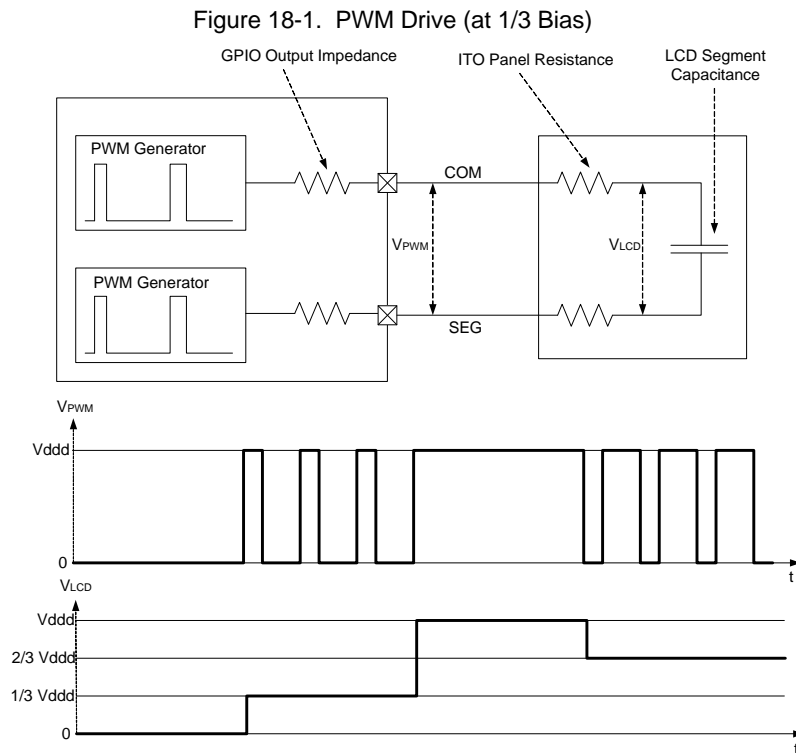 Figure 18-1. PWM Drive (at 1/3 Bias)
GPIO Output Impedance
ITO Panel Resistance
LCD Segment
Capacitance
PWM Generator
COM
VPWM
VLCD
PWM Generator
SEG
VPWM
Vddd
0
t
VLCD
Vddd
2/3 Vddd
1/3 Vddd
0
t